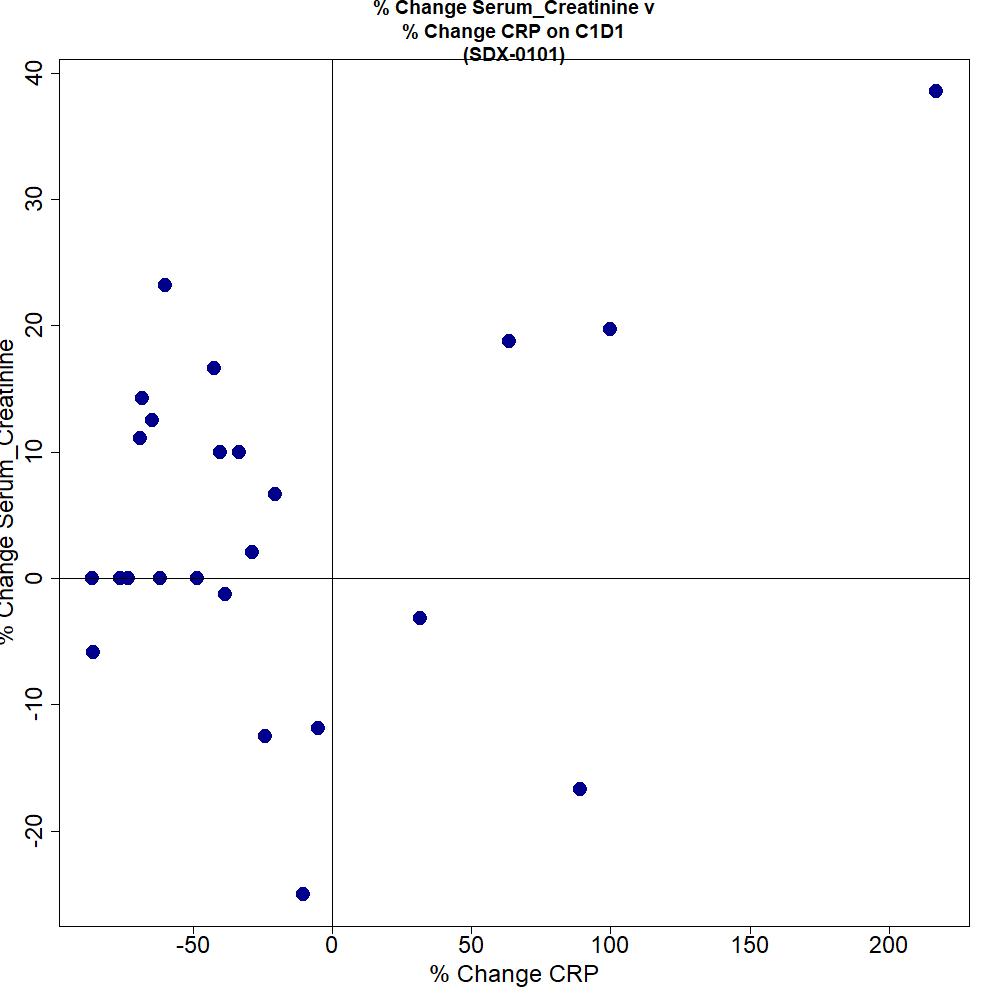 % Change Serum_Creatinine v
% Change CRP on C1D1
(SDX-0101)
% Change Serum_Creatinine
40
30
20
10
0
-10
-20
-50
0
50
100
150
200
% Change CRP